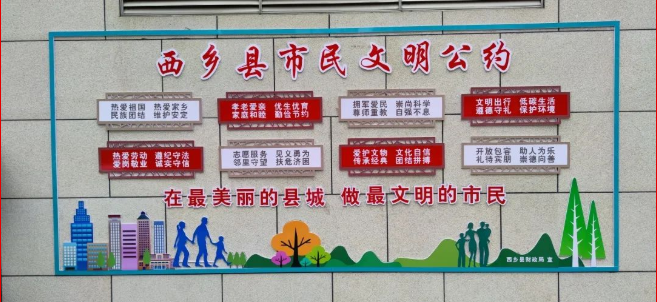 西乡县市民文明公约
热爱祖国 热爱家乡
民族团结 维护安定
孝老爱亲 优生优育
家庭和睦 勤俭节约
拥军爱民 崇尚科学
尊师重教 自强不息
文明出行 低碳生活
遵德守礼 保护环境
热爱劳动 遵纪守法
爱岗敬业 诚实守信
志愿服务 见义勇为
邻里守望 扶危济困
爱护文物 文化自信
传承经典 团结拼搏
开放包容 助人为乐
礼待宾朋 崇德向善
在最美丽的县城 做最文明的市民
西乡县财政局 宣